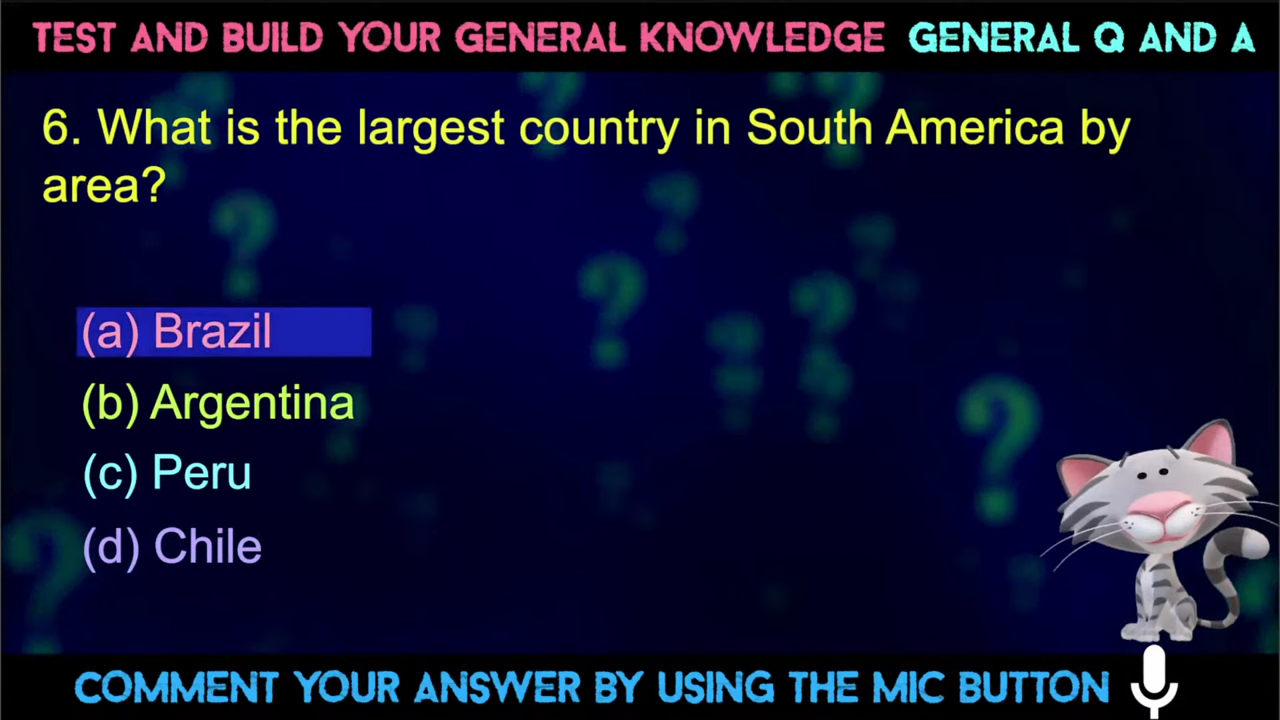 TEST AND BUILD YOUR GENERAL KNOWLEDGE GENERAL Q AND A
6. What is the largest country in South America by
area?
(a) Brazil
(b) Argentina
(c) Peru
(d) Chile
COMMENT YOUR ANSWER BY USING THE MIC BUTTON